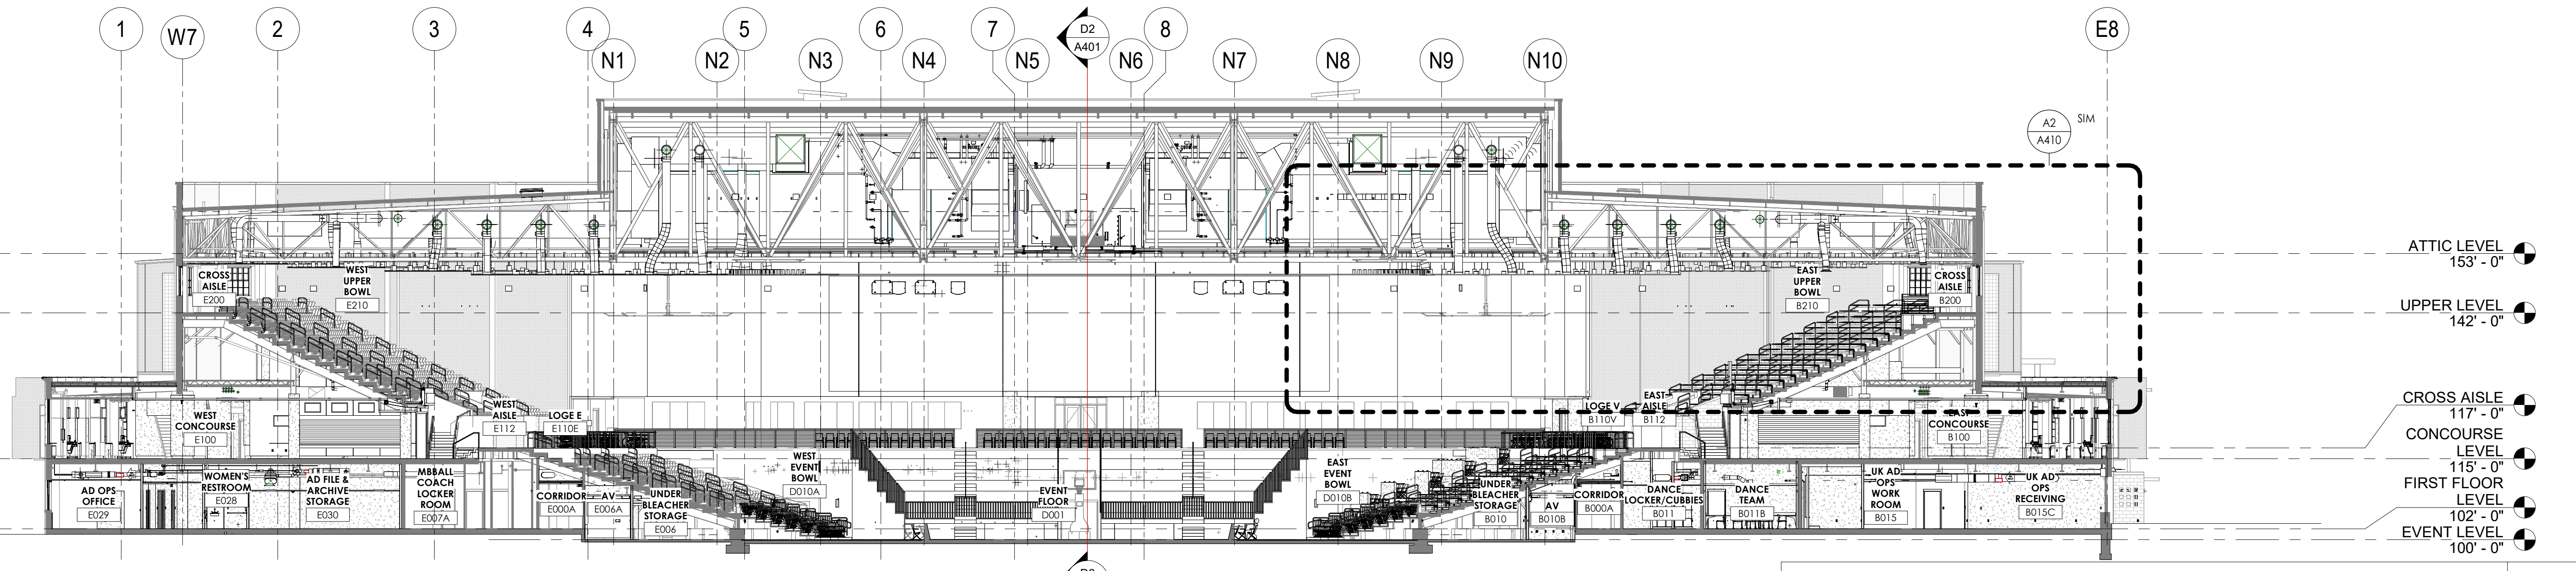 1
W7
2
3
4
N1
N2
5
N3
6
N4
7
N5
D2
A401
N6
8
N7
N8
N9
N10
E8
A2
A410
SIM
ATTIC LEVEL
153' - 0"
UPPER LEVEL
142' - 0"
CROSS AISLE
117' - 0"
CONCOURSE
LEVEL
115' - 0"
FIRST FLOOR
LEVEL
102' - 0"
EVENT LEVEL
100' - 0"
CROSS
AISLE
E200
WEST
UPPER
BOWL
E210
EAST
UPPER
BOWL
B210
CROSS
AISLE
B200
WEST
CONCOURSE
E100
WEST
AISLE
E112
LOGE E
E110E
LOGE V
B110V
EAST
AISLE
B112
EAST
CONCOURSE
B100
AD OPS
OFFICE
E029
WOMEN'S
RESTROOM
E028
AD FILE &
ARCHIVE
STORAGE
E030
MBBALL
COACH
LOCKER
ROOM
E007A
CORRIDOR
E000A
AV
E006A
UNDER
BLEACHER
STORAGE
E006
WEST
EVENT
BOWL
D010A
EVENT
FLOOR
D001
EAST
EVENT
BOWL
D010B
UNDER
BLEACHER
STORAGE
B010
AV
B010B
CORRIDOR
B000A
DANCE
LOCKER/CUBBIES
B011
DANCE
TEAM
B011B
UK AD
OPS
WORK
ROOM
B015
UK AD
OPS
RECEIVING
B015C